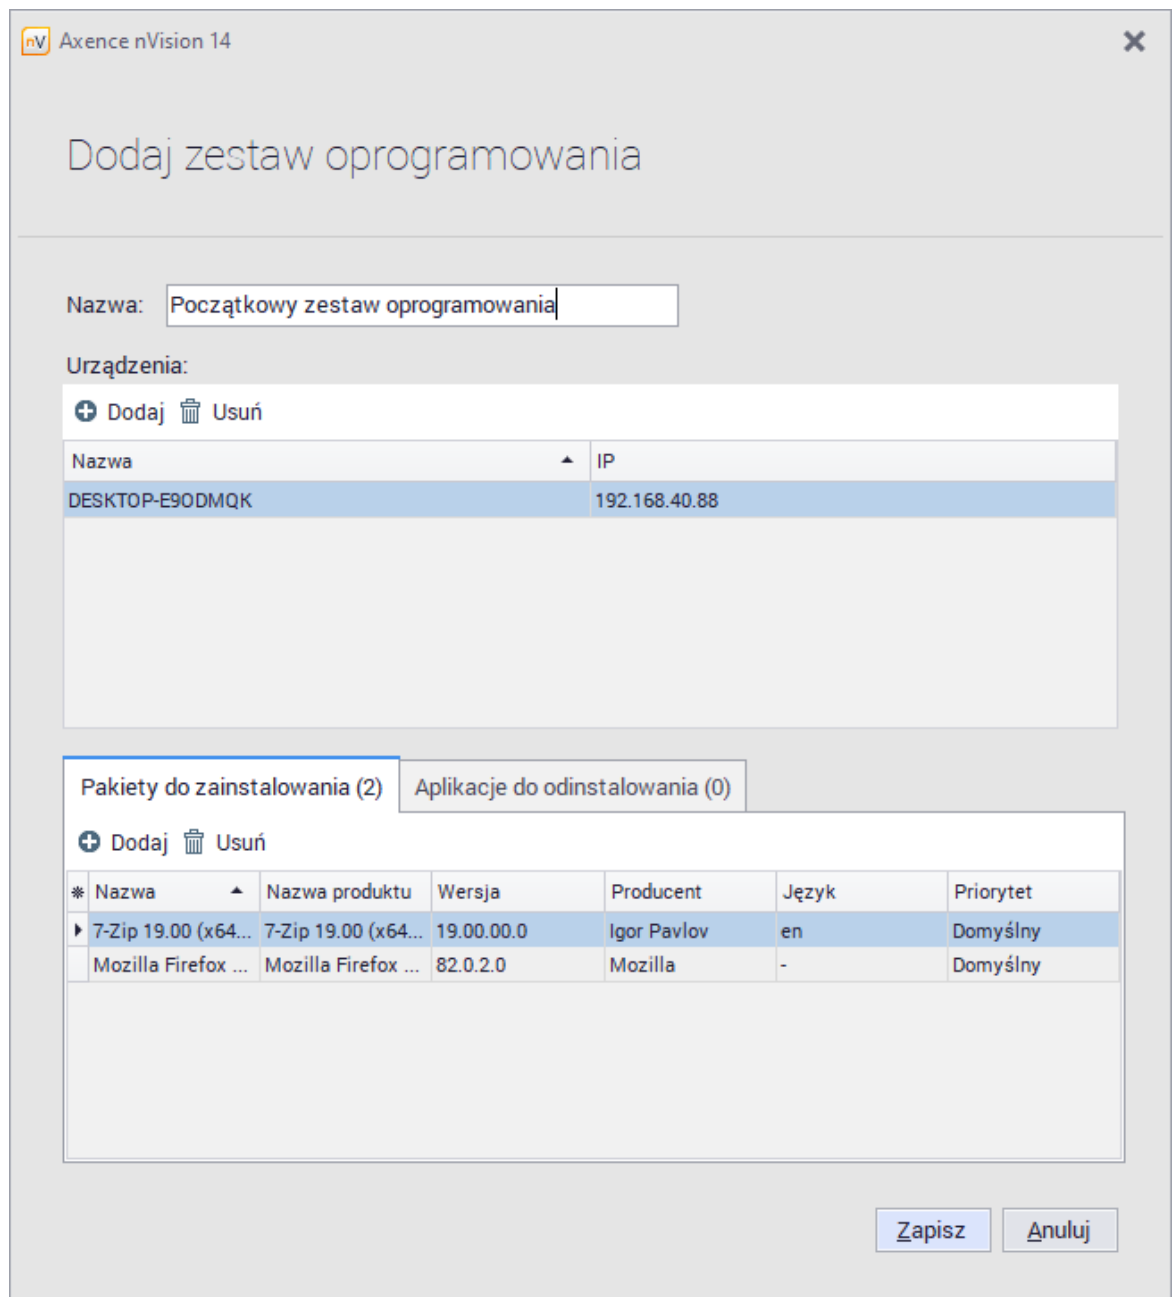 nV Axence nVision 14
Dodaj zestaw oprogramowania
Nazwa: Początkowy zestaw oprogramowania
Urządzenia:
Dodaj Usuń
Nazwa IP
DESKTOP-E9ODMQK 192.168.40.88
Pakiety do zainstalowania (2) Aplikacje do odinstalowania (0)
Dodaj Usuń
Nazwa Nazwa produktu Wersja Producent Język Priorytet
7-Zip 19.00 (x64... 7-Zip 19.00 (x64... 19.00.00.0 Igor Pavlov en Domyślny
Mozilla Firefox ... Mozilla Firefox ... 82.0.2.0 Mozilla - Domyślny
Zapisz Anuluj